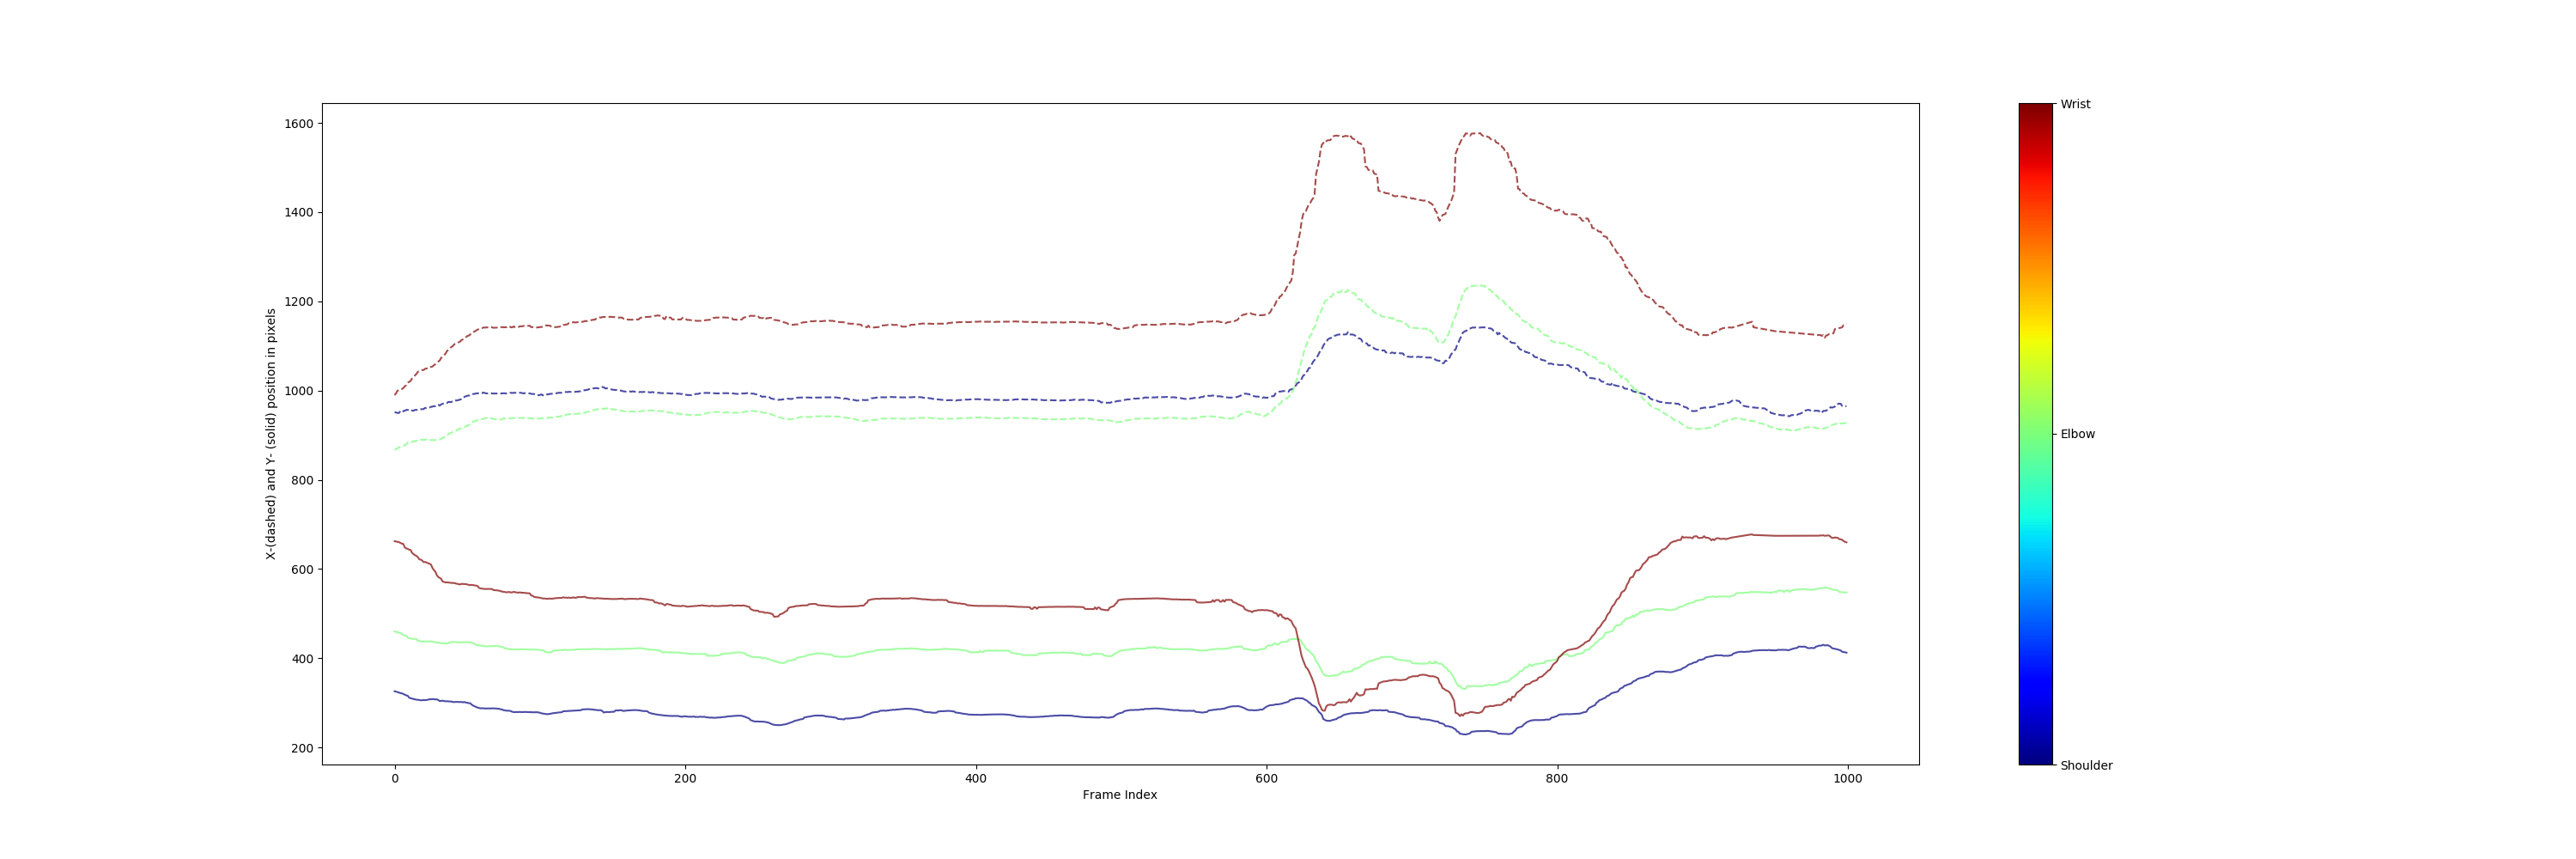 X-(dashed) and Y- (solid) position in pixels
1600
1400
1200
1000
800
600
400
200
0 200 400 600 800 1000
Frame Index
Wrist
Elbow
Shoulder